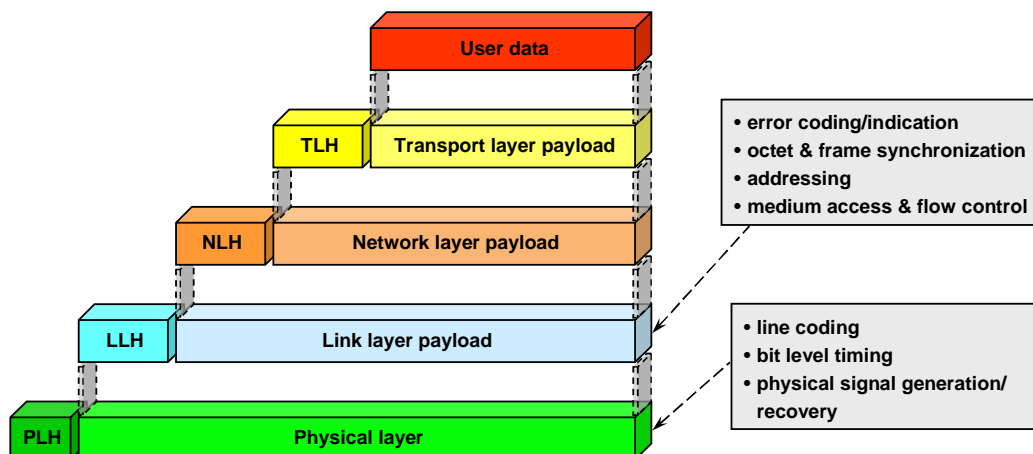 User data
TLH
Transport layer payload
NLH
Network layer payload
LLH
Link layer payload
PLH
Physical layer
• error coding/indication
• octet & frame synchronization
• addressing
• medium access & flow control
• line coding
• bit level timing
• physical signal generation/
recovery